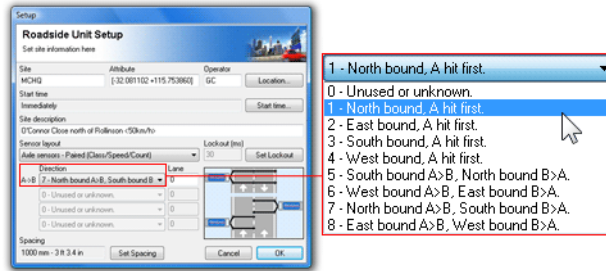 Setup
Roadside Unit Setup
Set site information here
Site Attribute Operator
MCHQ [-32.081102 +115.753860] GC Location...
Start time
Immediately Start time...
Site description
O'Connor Close north of Rollinson <50km/h>
Sensor layout Lockout (ms)
Axle sensors - Paired (Class/Speed/Count) 30 Set Lockout
Direction Lane
A>B 7 - North bound A>B, South bound B 0
0 - Unused or unknown. 0
0 - Unused or unknown. 0
0 - Unused or unknown. 0
Spacing
1000 mm - 3 ft 3.4 in Set Spacing Cancel OK
1 - North bound, A hit first.
0 - Unused or unknown.
1 - North bound, A hit first.
2 - East bound, A hit first.
3 - South bound, A hit first.
4 - West bound, A hit first.
5 - South bound A>B, North bound B>A.
6 - West bound A>B, East bound B>A.
7 - North bound A>B, South bound B>A.
8 - East bound A>B, West bound B>A.